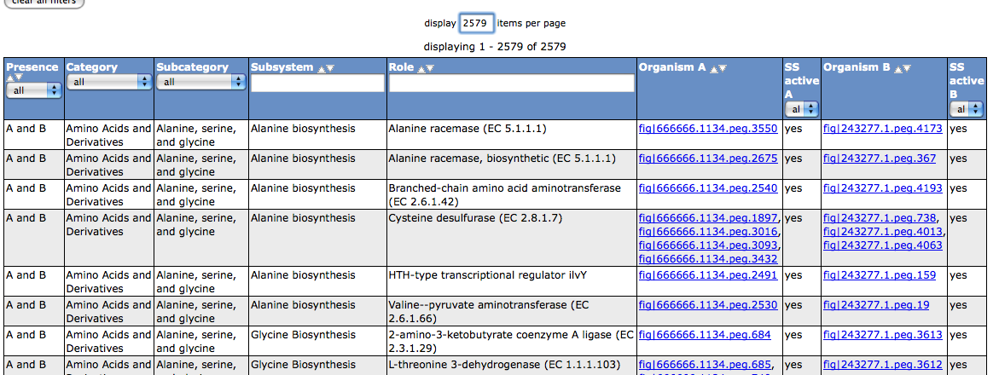 clear all filters
display 2579 items per page
displaying 1 - 2579 of 2579
Presence Category Subcategory Subsystem Role Organism A SS active A Organism B SS active B
all all all al al
A and B Amino Acids and Derivatives Alanine, serine, and glycine Alanine biosynthesis Alanine racemase (EC 5.1.1.1) fig|666666.1134.peg.3550 yes fig|243277.1.peg.4173 yes
A and B Amino Acids and Derivatives Alanine, serine, and glycine Alanine biosynthesis Alanine racemase, biosynthetic (EC 5.1.1.1) fig|666666.1134.peg.2675 yes fig|243277.1.peg.367 yes
A and B Amino Acids and Derivatives Alanine, serine, and glycine Alanine biosynthesis Branched-chain amino acid aminotransferase (EC 2.6.1.42) fig|666666.1134.peg.2540 yes fig|243277.1.peg.4193 yes
A and B Amino Acids and Derivatives Alanine, serine, and glycine Alanine biosynthesis Cysteine desulfurase (EC 2.8.1.7) fig|666666.1134.peg.1897, fig|666666.1134.peg.3016, fig|666666.1134.peg.3093, fig|666666.1134.peg.3432 yes fig|243277.1.peg.738, fig|243277.1.peg.4013, fig|243277.1.peg.4063 yes
A and B Amino Acids and Derivatives Alanine, serine, and glycine Alanine biosynthesis HTH-type transcriptional regulator ilvY fig|666666.1134.peg.2491 yes fig|243277.1.peg.159 yes
A and B Amino Acids and Derivatives Alanine, serine, and glycine Alanine biosynthesis Valine--pyruvate aminotransferase (EC 2.6.1.66) fig|666666.1134.peg.2530 yes fig|243277.1.peg.19 yes
A and B Amino Acids and Derivatives Alanine, serine, and glycine Glycine Biosynthesis 2-amino-3-ketobutyrate coenzyme A ligase (EC 2.3.1.29) fig|666666.1134.peg.684 yes fig|243277.1.peg.3613 yes
A and B Amino Acids and Alanine, serine, Glycine Biosynthesis L-threonine 3-dehydrogenase (EC 1.1.1.103) fig|666666.1134.peg.685, yes fig|243277.1.peg.3612 yes